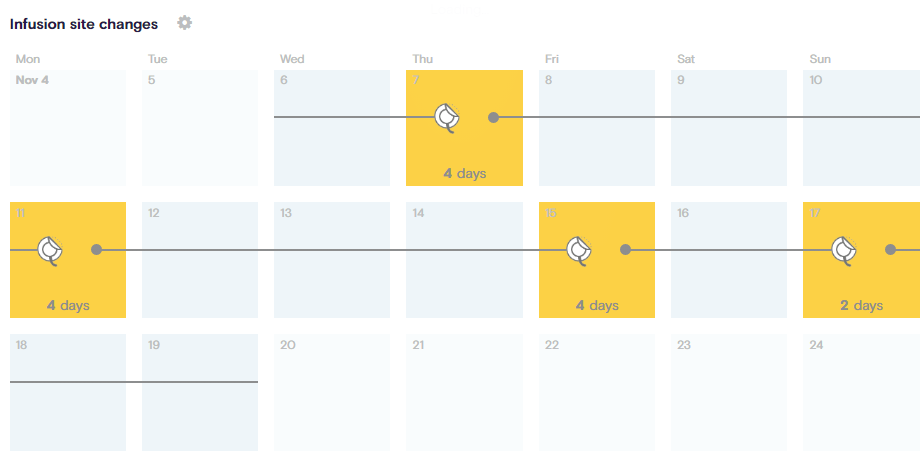 Infusion site changes
Mon Tue Wed Thu Fri Sat Sun
Nov 4 5 6 7 8 9 10
4 days
11 12 13 14 15 16 17
4 days 4 days 2 days
18 19 20 21 22 23 24